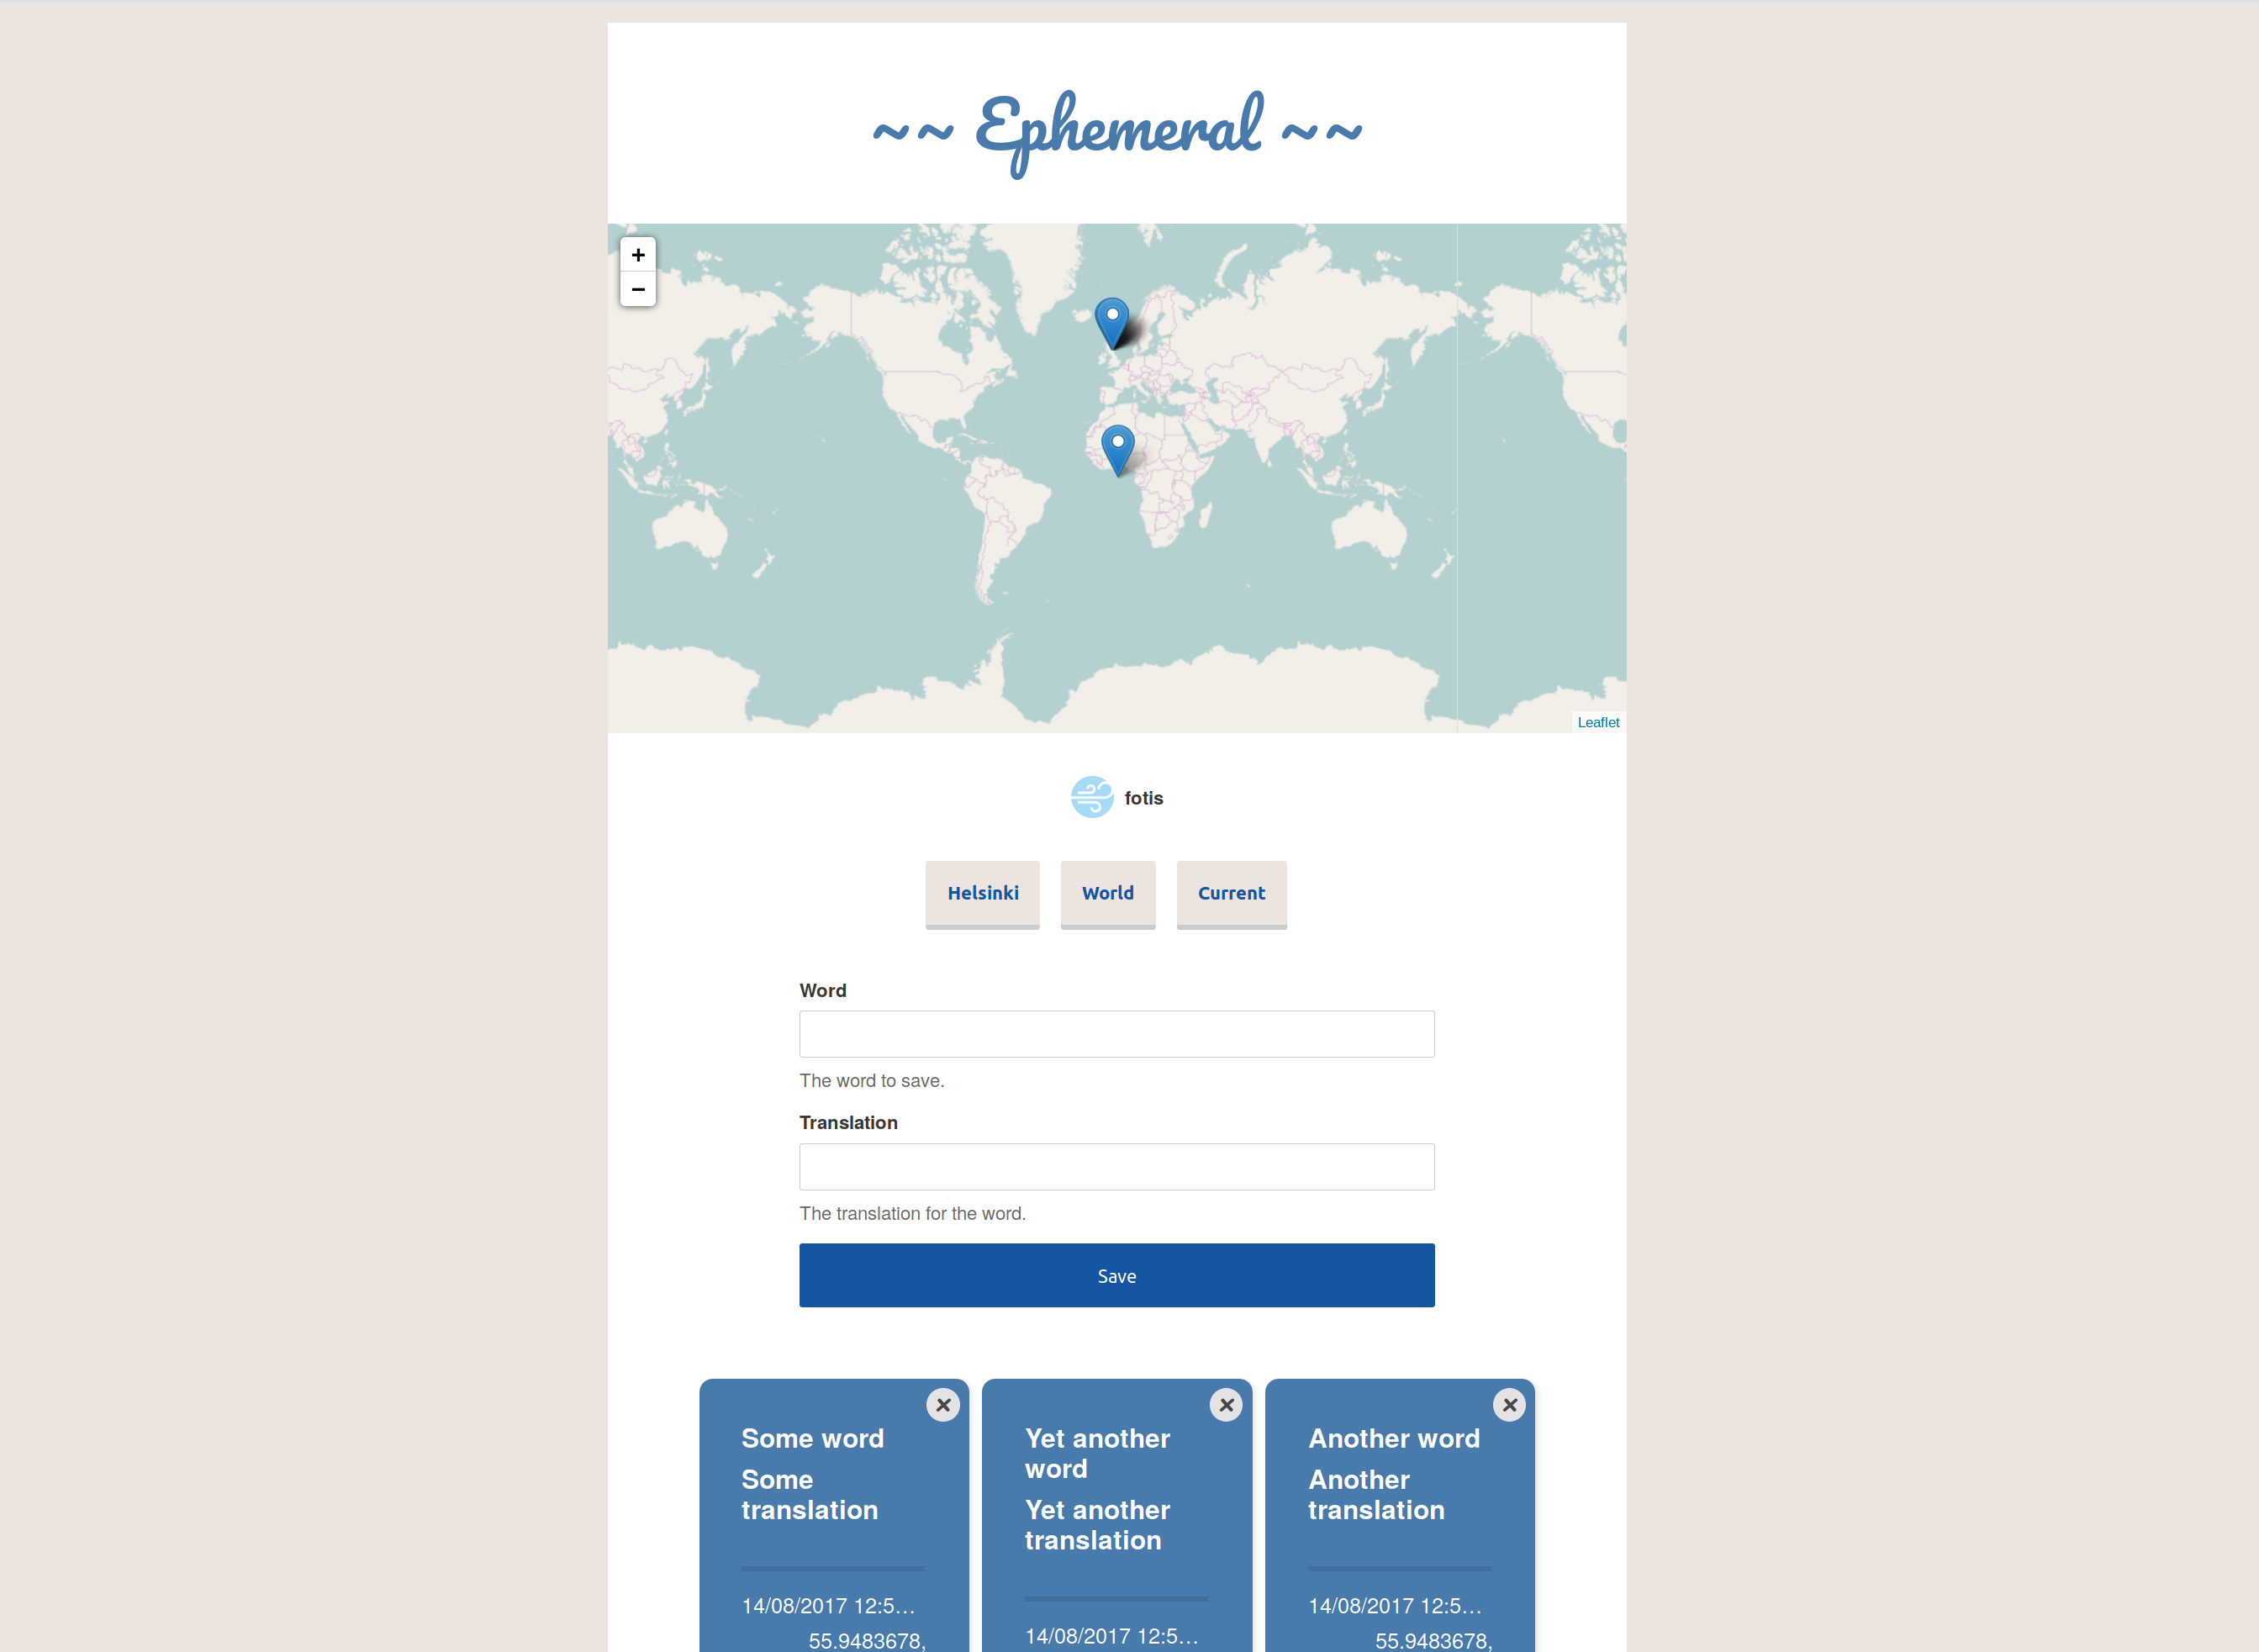 ~~ Ephemeral ~~
+
−
Leaflet
fotis
Helsinki World Current
Word
The word to save.
Translation
The translation for the word.
Save
Some word
Some
translation
14/08/2017 12:5…
55.9483678,
Yet another
word
Yet another
translation
14/08/2017 12:5…
Another word
Another
translation
14/08/2017 12:5…
55.9483678,